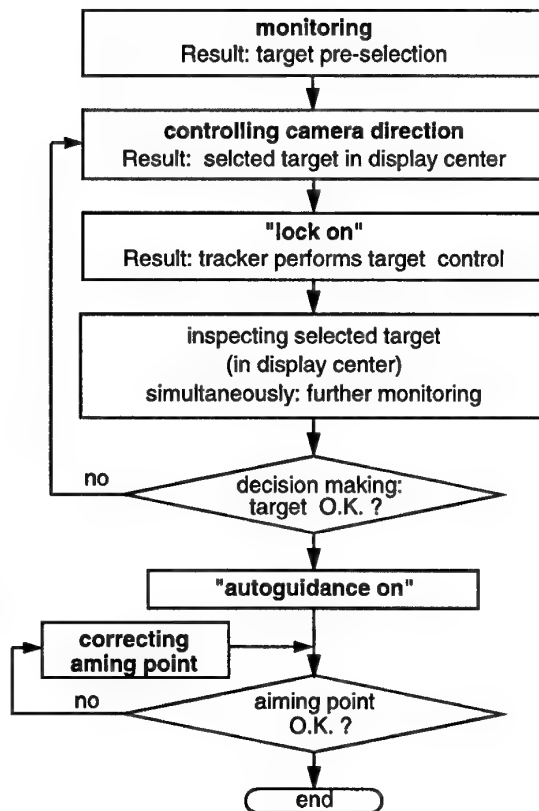 monitoring
Result: target pre-selection
controlling camera direction
Result: selcted target in display center
"lock on"
Result: tracker performs target control
inspecting selected target
(in display center)
simultaneously: further monitoring
no
decision making:
target O.K. ?
"autoguidance on"
correcting
aming point
no
aiming point
O.K. ?
end